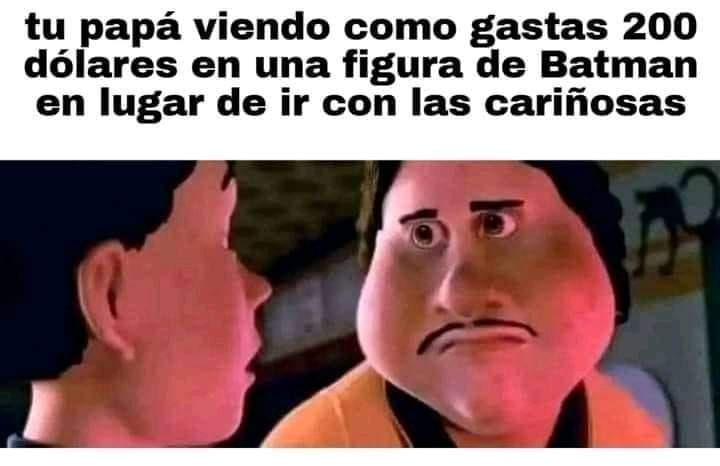 tu papá viendo como gastas 200
dólares en una figura de Batman
en lugar de ir con las cariñosas